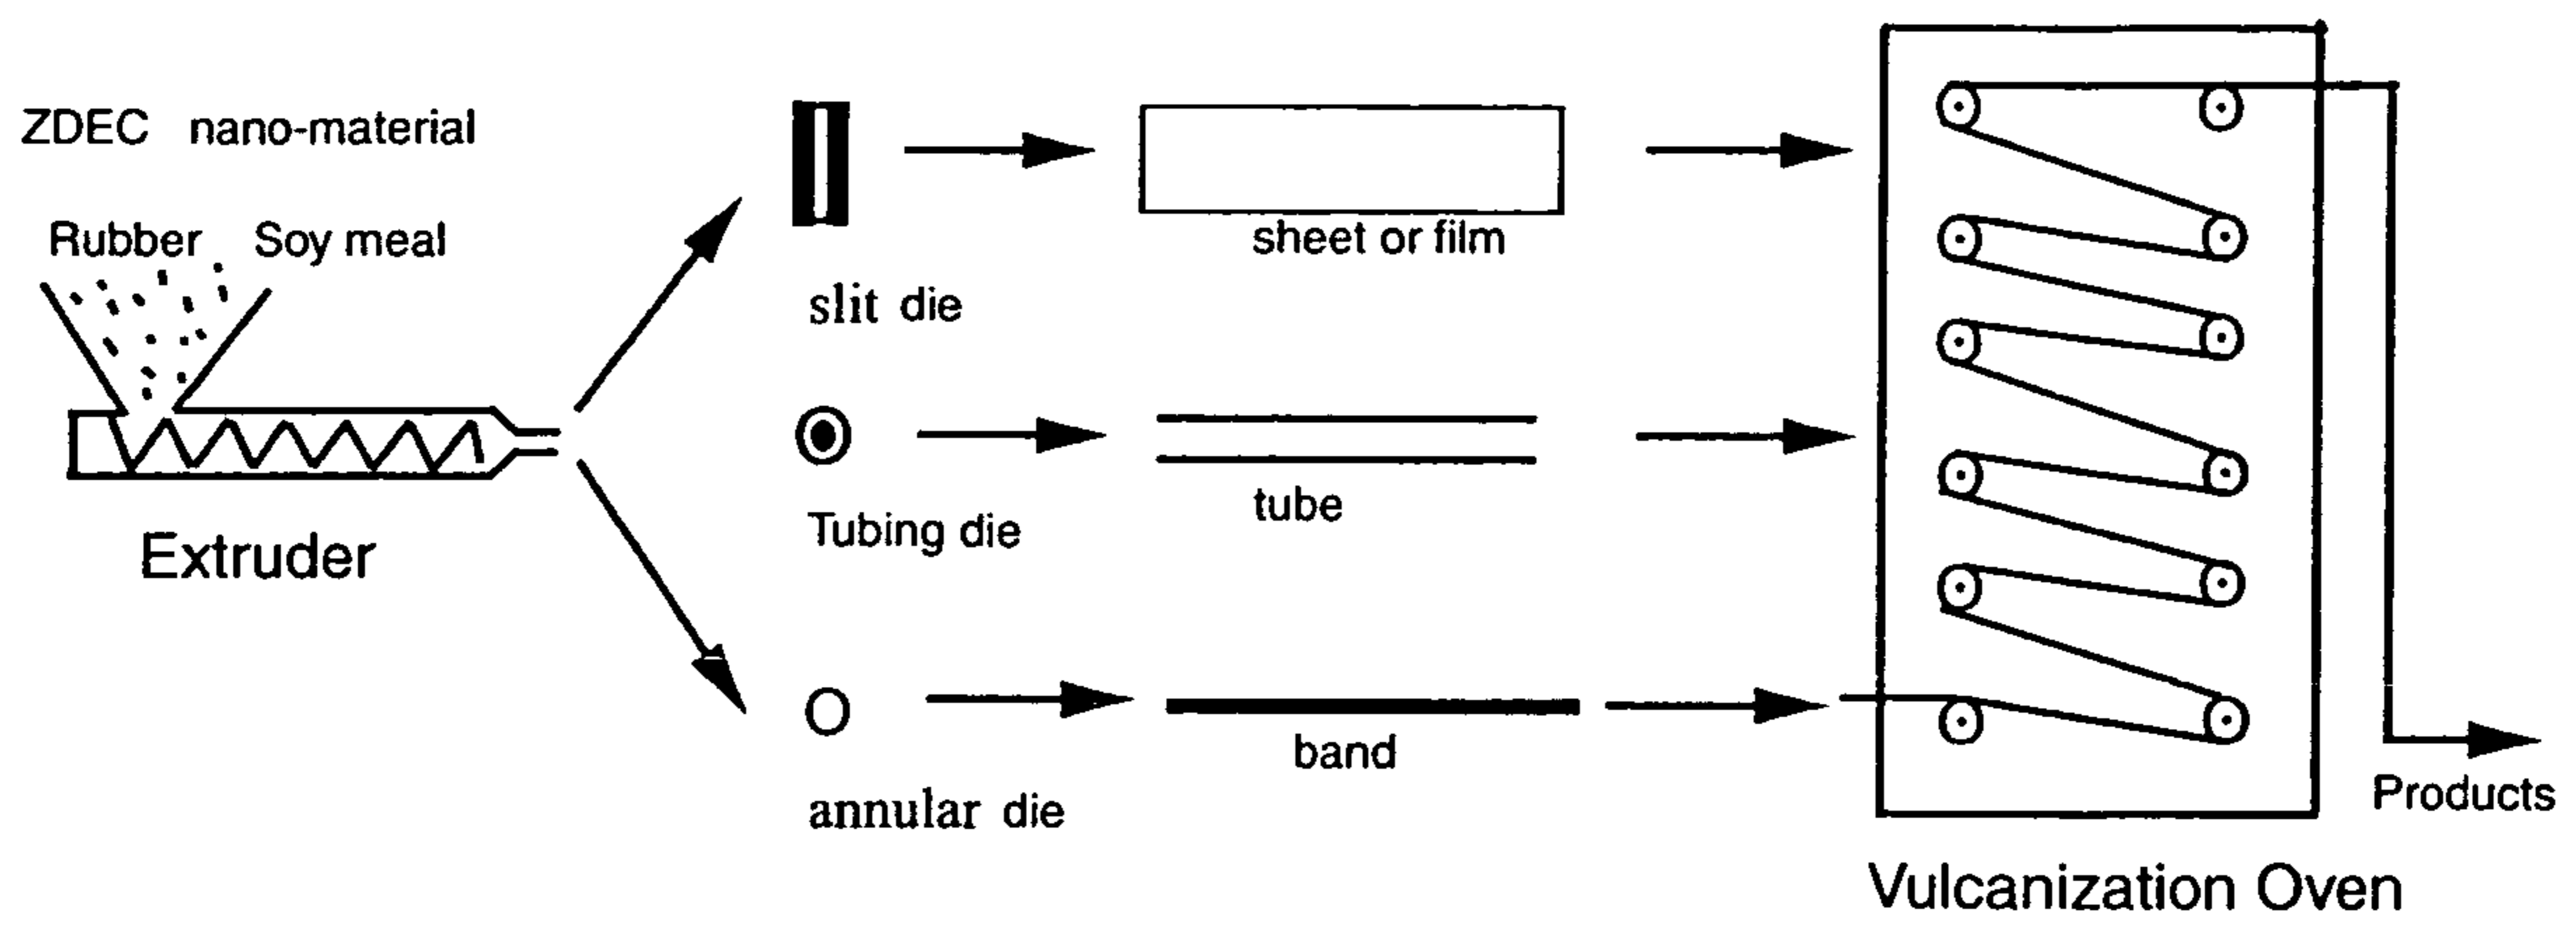 ZDEC nano-material
Rubber Soy meal
Extruder
slit die
sheet or film
Tubing die
tube
annular die
band
Vulcanization Oven
Products